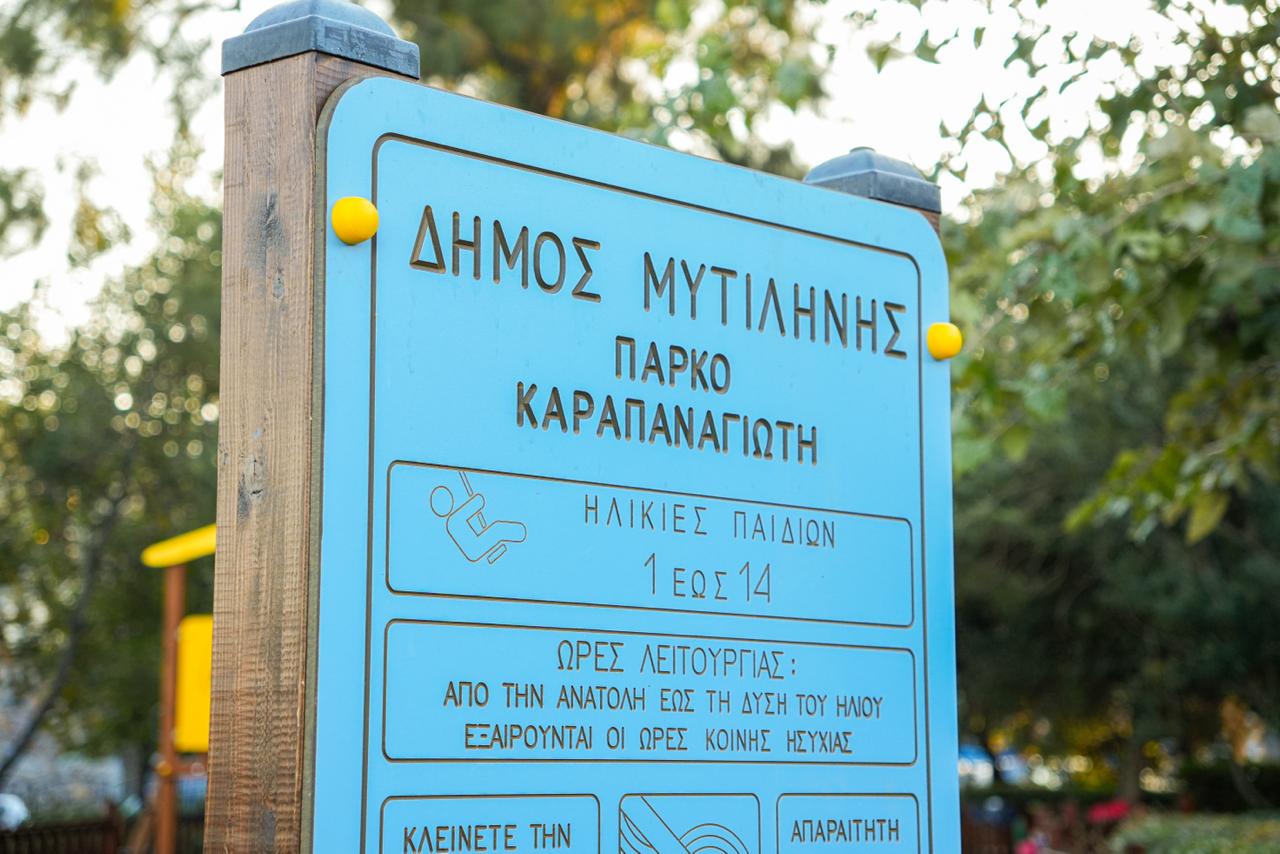 ΔΗΜΟΣ ΜΥΤΙΛΗΝΗΣ
ΠΑΡΚΟ
ΚΑΡΑΠΑΝΑΓΙΩΤΗ
ΗΛΙΚΙΕΣ ΠΑΙΔΙΩΝ
1 ΕΩΣ 14
ΩΡΕΣ ΛΕΙΤΟΥΡΓΙΑΣ:
ΑΠΟ ΤΗΝ ΑΝΑΤΟΛΗ ΕΩΣ ΤΗ ΔΥΣΗ ΤΟΥ ΗΛΙΟΥ
ΕΞΑΙΡΟΥΝΤΑΙ ΟΙ ΩΡΕΣ ΚΟΙΝΗΣ ΗΣΥΧΙΑΣ
ΚΛΕΙΝΕΤΕ ΤΗΝ
ΑΠΑΡΑΙΤΗΤΗ